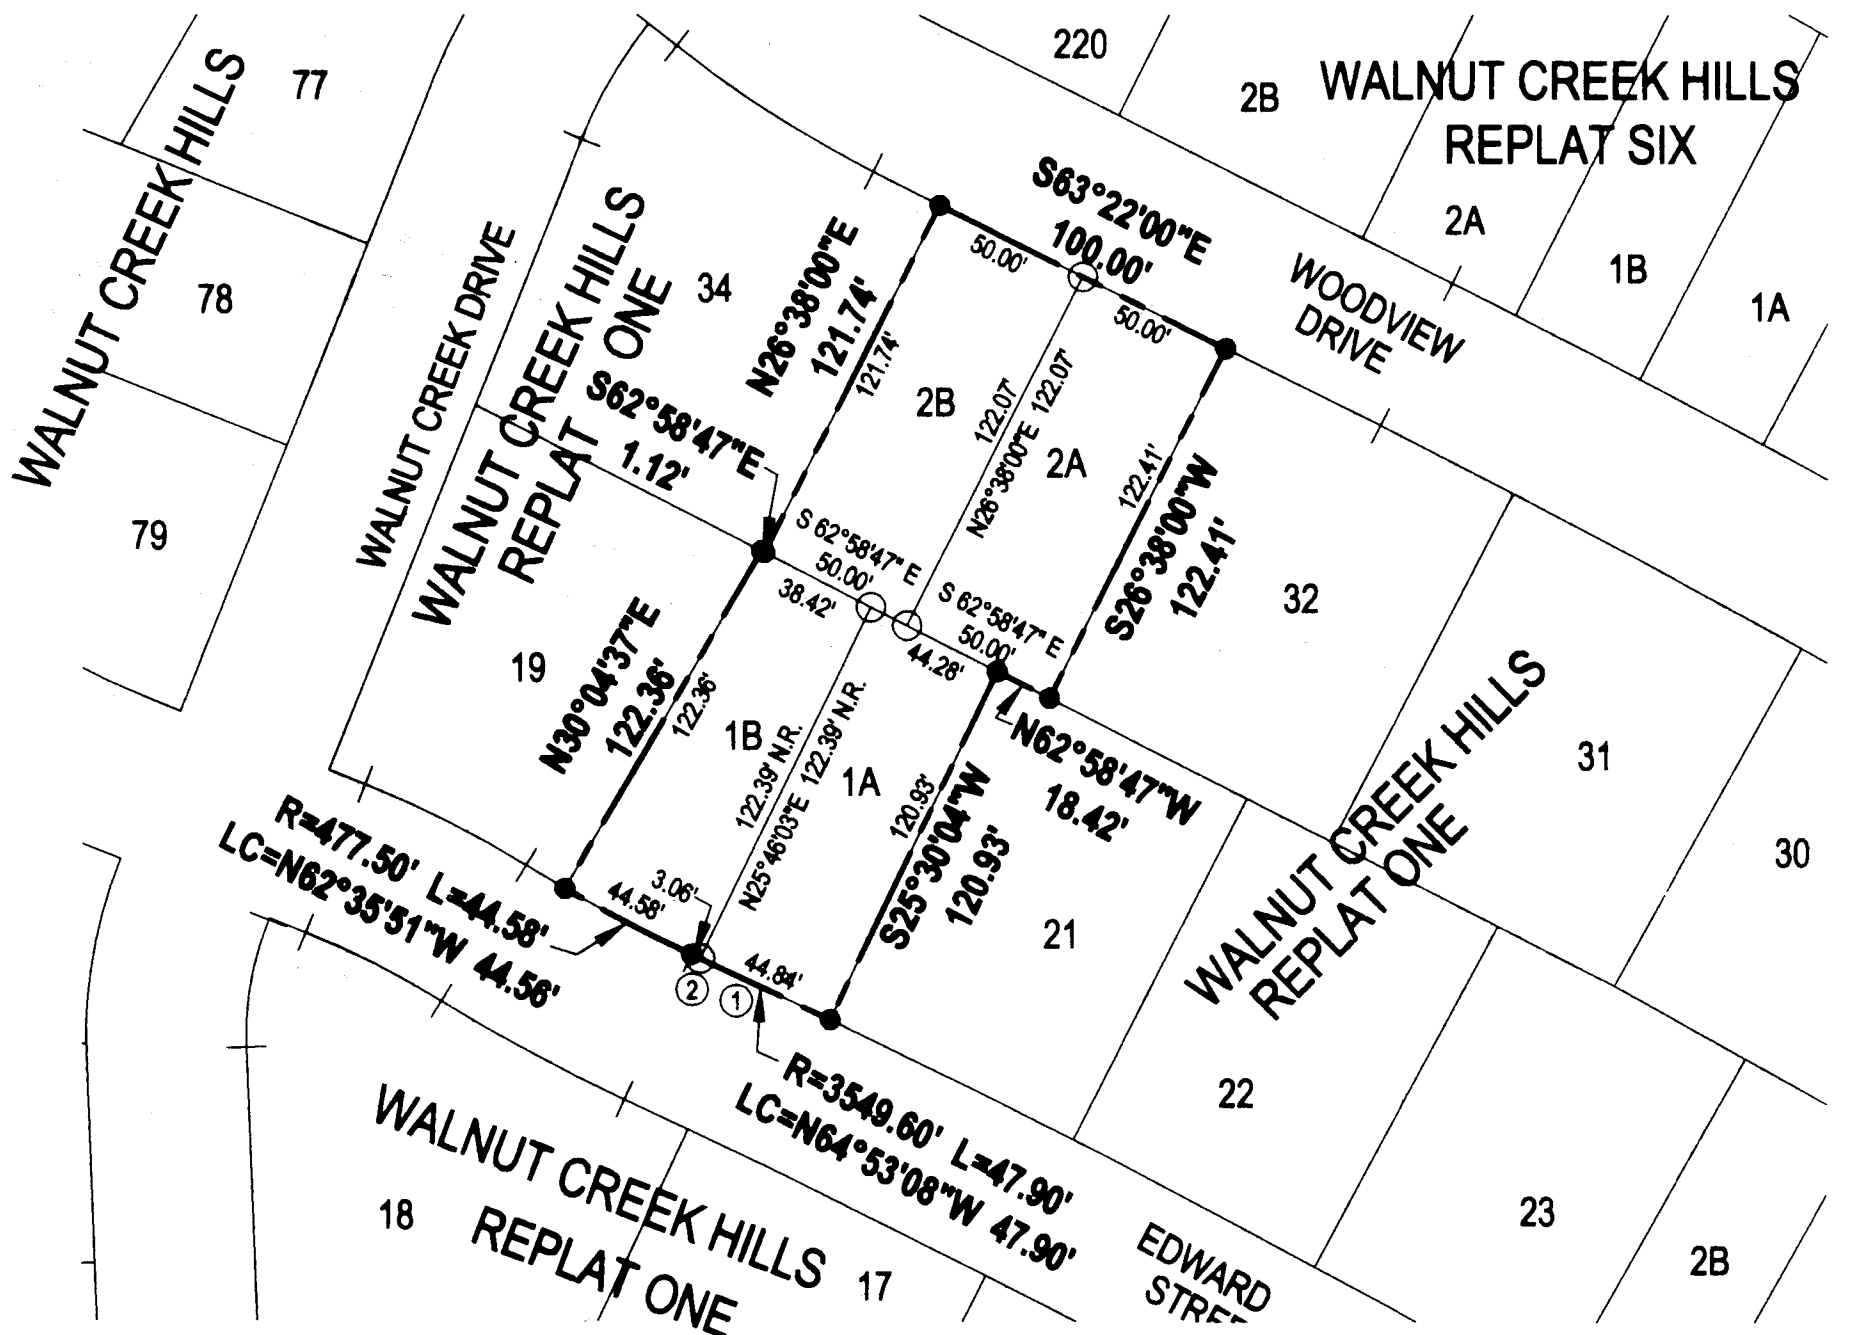 220
WALNUT CREEK HILLS
REPLAT SIX
77
2B
WALNUT CREEK HILLS
S63°22'00"E
100.00'
2A
50.00'
50.00'
WOODVIEW
DRIVE
1B
1A
78
34
WALNUT CREEK DRIVE
WALNUT CREEK HILLS
REPLAT ONE
N26°38'00"E
121.74'
121.74'
2B
122.07'
N26°38'00"E 122.07'
2A
122.41'
S26°38'00"W
122.41'
S62°58'47"E
1.12'
79
S 62°58'47" E
50.00'
38.42'
S 62°58'47" E
50.00'
44.28'
32
19
N30°04'37"E
122.36'
122.36'
1B
122.39' N.R.
N25°46'03"E 122.39' N.R.
1A
120.93'
S25°30'04"W
120.93'
N62°58'47"W
18.42'
31
WALNUT CREEK HILLS
REPLAT ONE
30
R=477.50' L=44.58'
LC=N62°35'51"W 44.56'
44.58'
3.06'
44.84'
2
1
21
R=3549.60' L=47.90'
LC=N64°53'08"W 47.90'
22
WALNUT CREEK HILLS
REPLAT ONE
18
17
23
2B
EDWARD